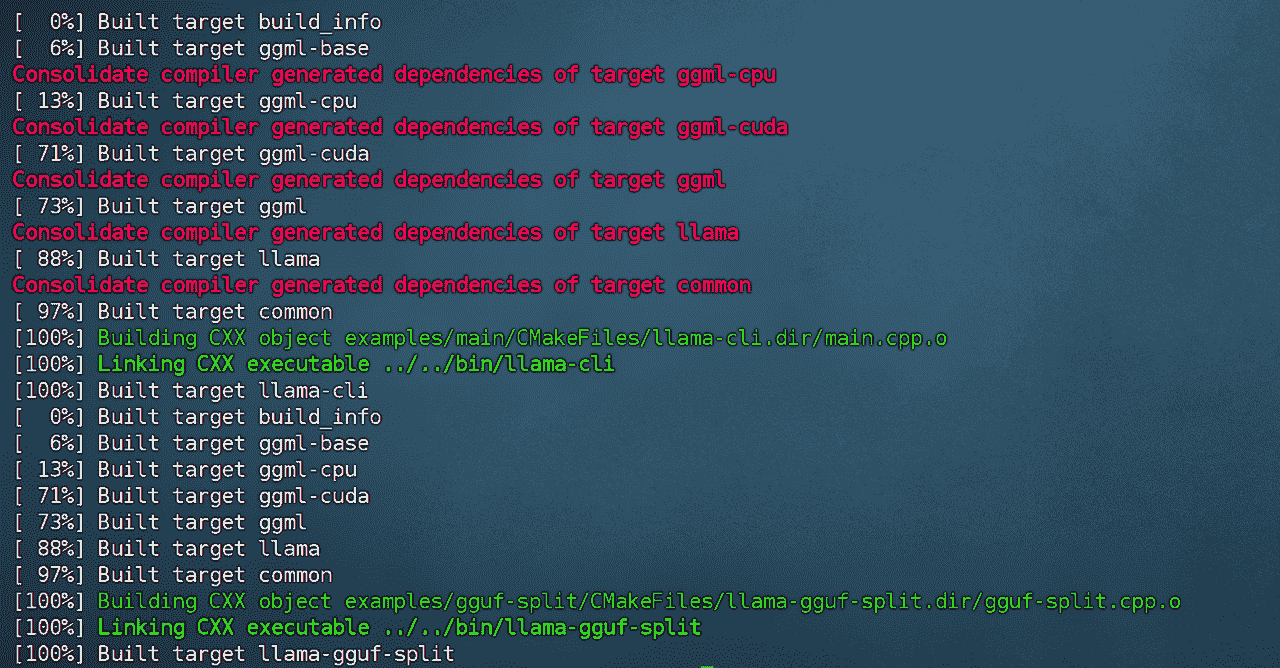 [  0%] Built target build_info
[  6%] Built target ggml-base
Consolidate compiler generated dependencies of target ggml-cpu
[ 13%] Built target ggml-cpu
Consolidate compiler generated dependencies of target ggml-cuda
[ 71%] Built target ggml-cuda
Consolidate compiler generated dependencies of target ggml
[ 73%] Built target ggml
Consolidate compiler generated dependencies of target llama
[ 88%] Built target llama
Consolidate compiler generated dependencies of target common
[ 97%] Built target common
[100%] Building CXX object examples/main/CMakeFiles/llama-cli.dir/main.cpp.o
[100%] Linking CXX executable ../../bin/llama-cli
[100%] Built target llama-cli
[  0%] Built target build_info
[  6%] Built target ggml-base
[ 13%] Built target ggml-cpu
[ 71%] Built target ggml-cuda
[ 73%] Built target ggml
[ 88%] Built target llama
[ 97%] Built target common
[100%] Building CXX object examples/gguf-split/CMakeFiles/llama-gguf-split.dir/gguf-split.cpp.o
[100%] Linking CXX executable ../../bin/llama-gguf-split
[100%] Built target llama-gguf-split